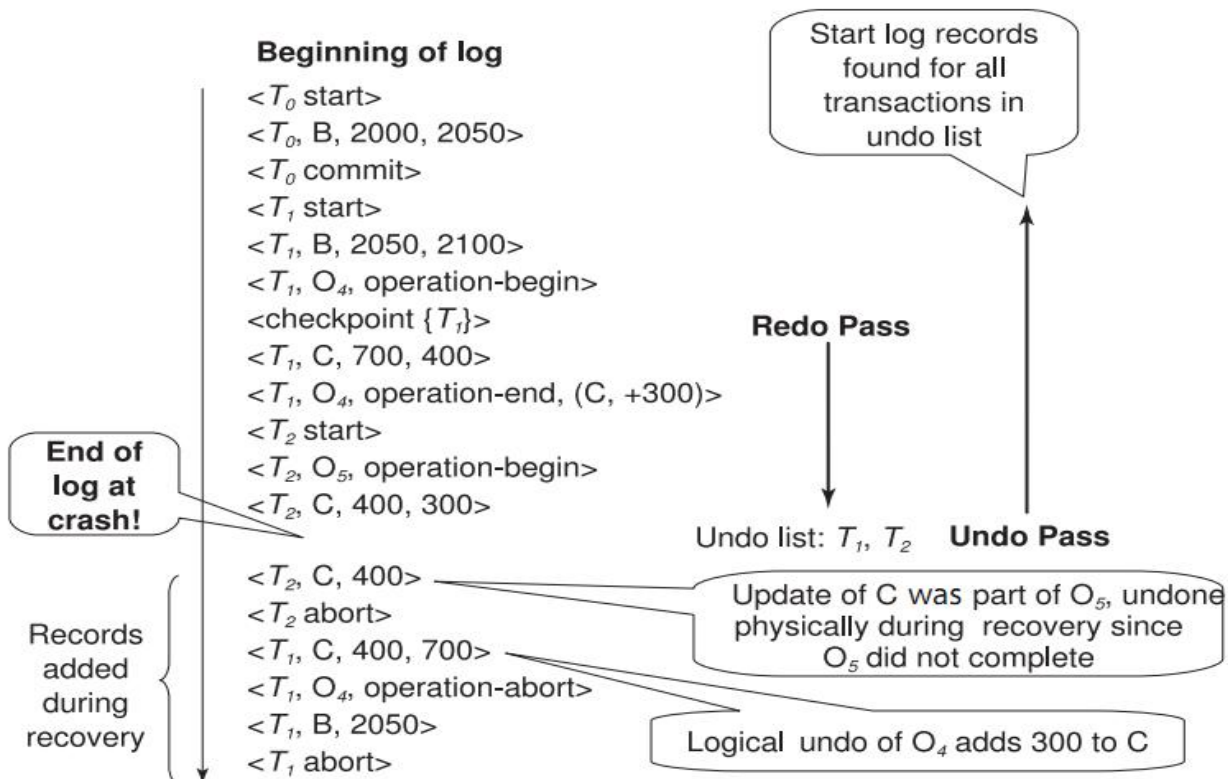 Beginning of log
<T₀ start>
<T₀, B, 2000, 2050>
<T₀ commit>
<T₁ start>
<T₁, B, 2050, 2100>
<T₁, O₄, operation-begin>
<checkpoint {T₁}>
<T₁, C, 700, 400>
<T₁, O₄, operation-end, (C, +300)>
<T₂ start>
<T₂, O₅, operation-begin>
<T₂, C, 400, 300>
End of
log at
crash!
Start log records
found for all
transactions in
undo list
Redo Pass
Undo list: T₁, T₂ Undo Pass
Records
added
during
recovery
<T₂, C, 400>
<T₂ abort>
<T₁, C, 400, 700>
<T₁, O₄, operation-abort>
<T₁, B, 2050>
<T₁ abort>
Update of C was part of O₅, undone
physically during recovery since
O₅ did not complete
Logical undo of O₄ adds 300 to C